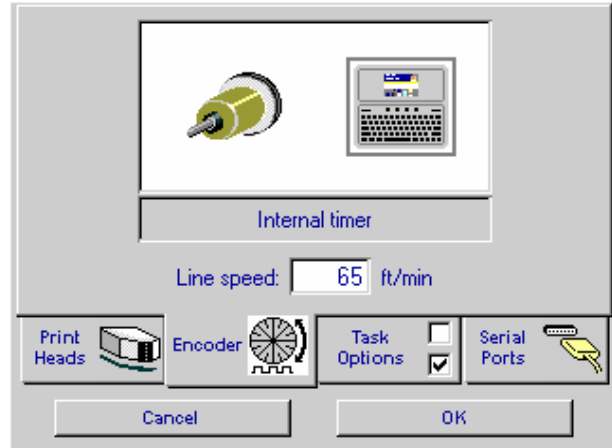 Internal timer
Line speed: 65 ft/min
Print Heads
Encoder
Task Options
Serial Ports
Cancel
OK